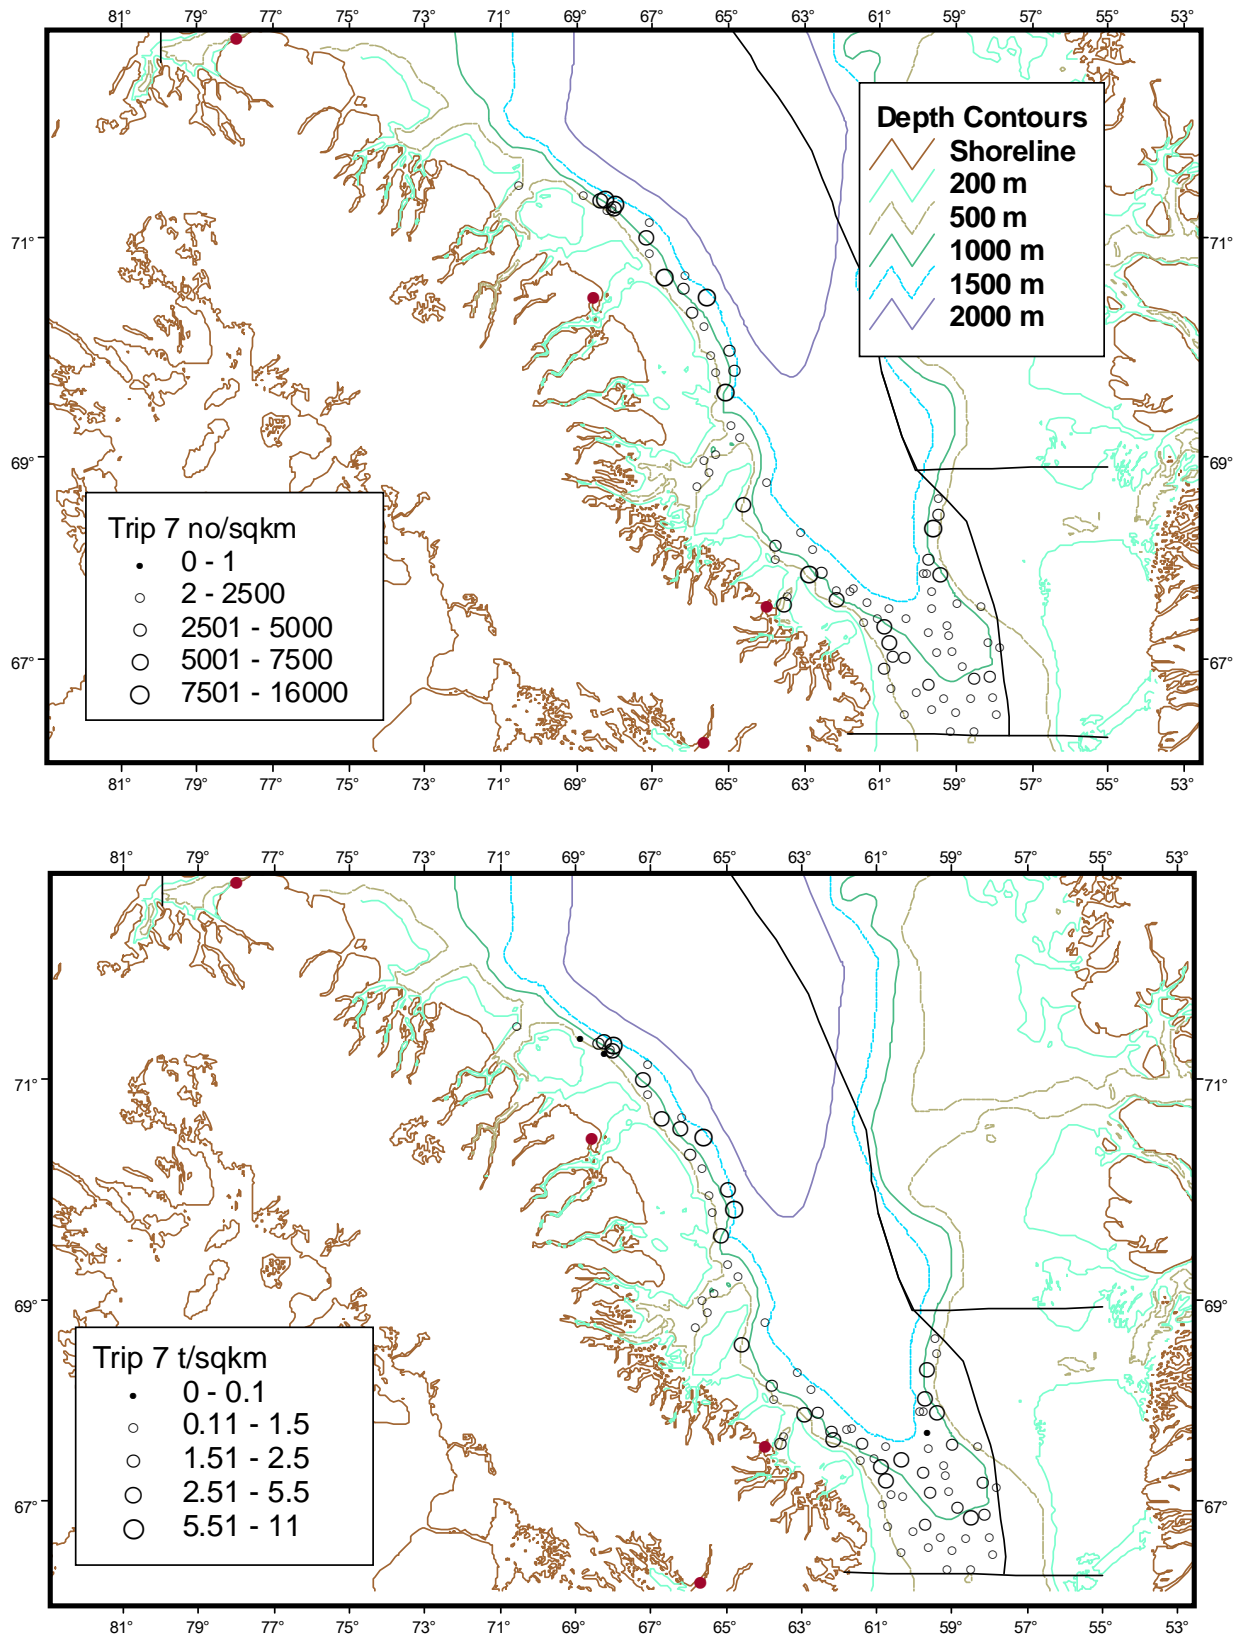 81° 79° 77° 75° 73° 71° 69° 67° 65° 63° 61° 59° 57° 55° 53°
Depth Contours
Shoreline
200 m
500 m
1000 m
1500 m
2000 m
71° 71°
69° 69°
Trip 7 no/sqkm
0 - 1
2 - 2500
2501 - 5000
5001 - 7500
7501 - 16000
67° 67°
81° 79° 77° 75° 73° 71° 69° 67° 65° 63° 61° 59° 57° 55° 53°
81° 79° 77° 75° 73° 71° 69° 67° 65° 63° 61° 59° 57° 55° 53°
71° 71°
69° 69°
Trip 7 t/sqkm
0 - 0.1
0.11 - 1.5
1.51 - 2.5
2.51 - 5.5
5.51 - 11
67° 67°
81° 79° 77° 75° 73° 71° 69° 67° 65° 63° 61° 59° 57° 55° 53°